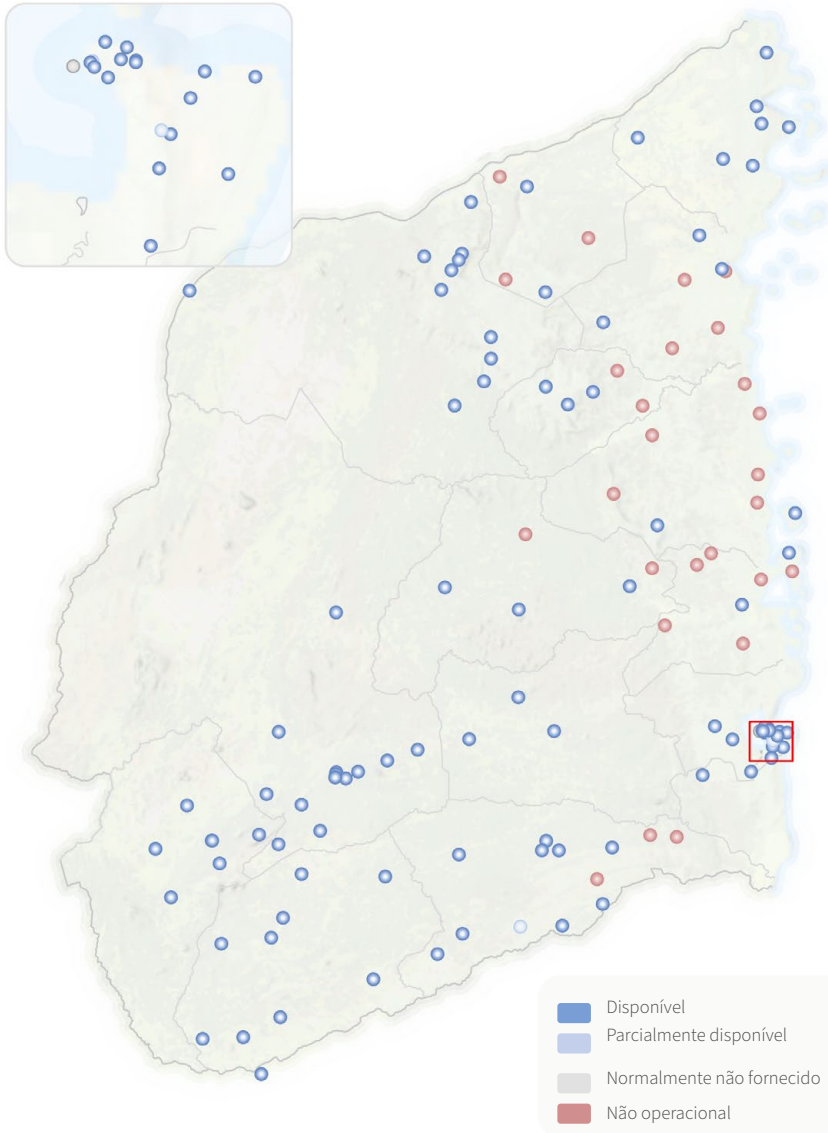 Disponível
Parcialmente disponível
Normalmente não fornecido
Não operacional